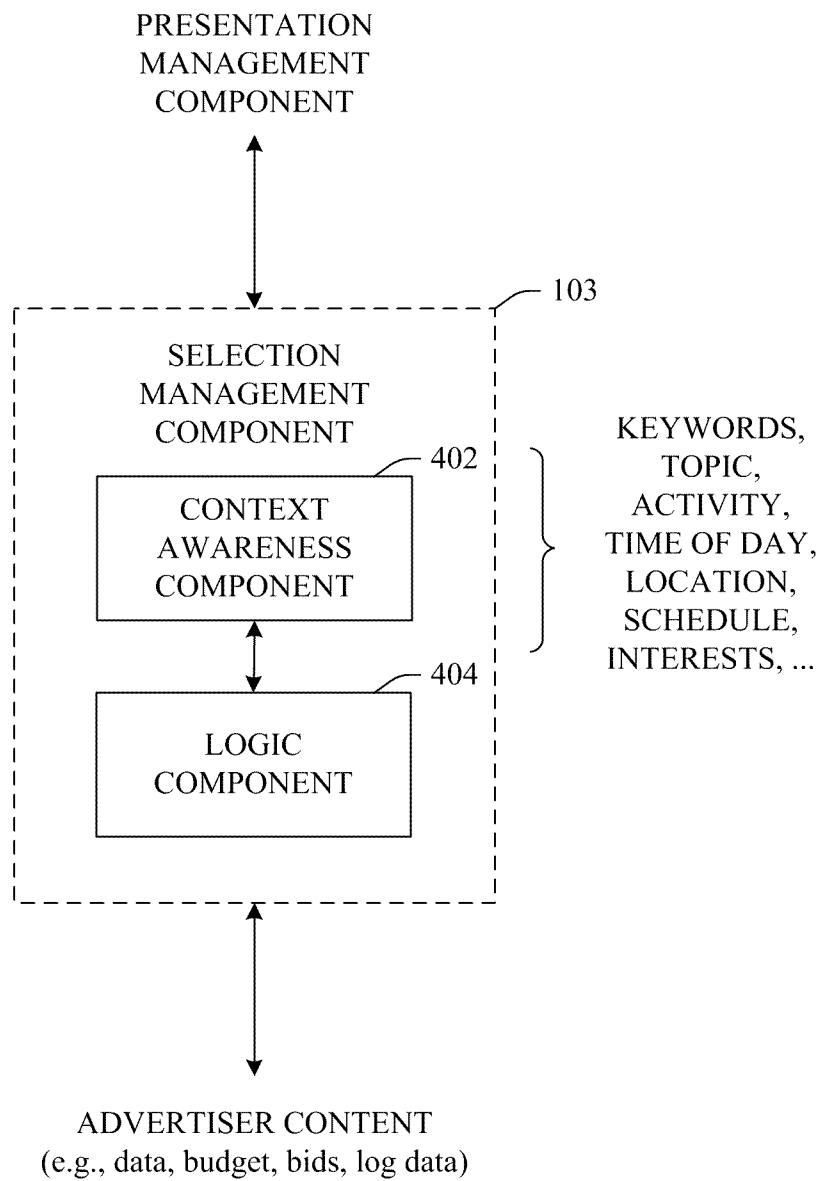 PRESENTATION
MANAGEMENT
COMPONENT
103
SELECTION
MANAGEMENT
COMPONENT
402
CONTEXT
AWARENESS
COMPONENT
404
LOGIC
COMPONENT
KEYWORDS,
TOPIC,
ACTIVITY,
TIME OF DAY,
LOCATION,
SCHEDULE,
INTERESTS, ...
ADVERTISER CONTENT
(e.g., data, budget, bids, log data)